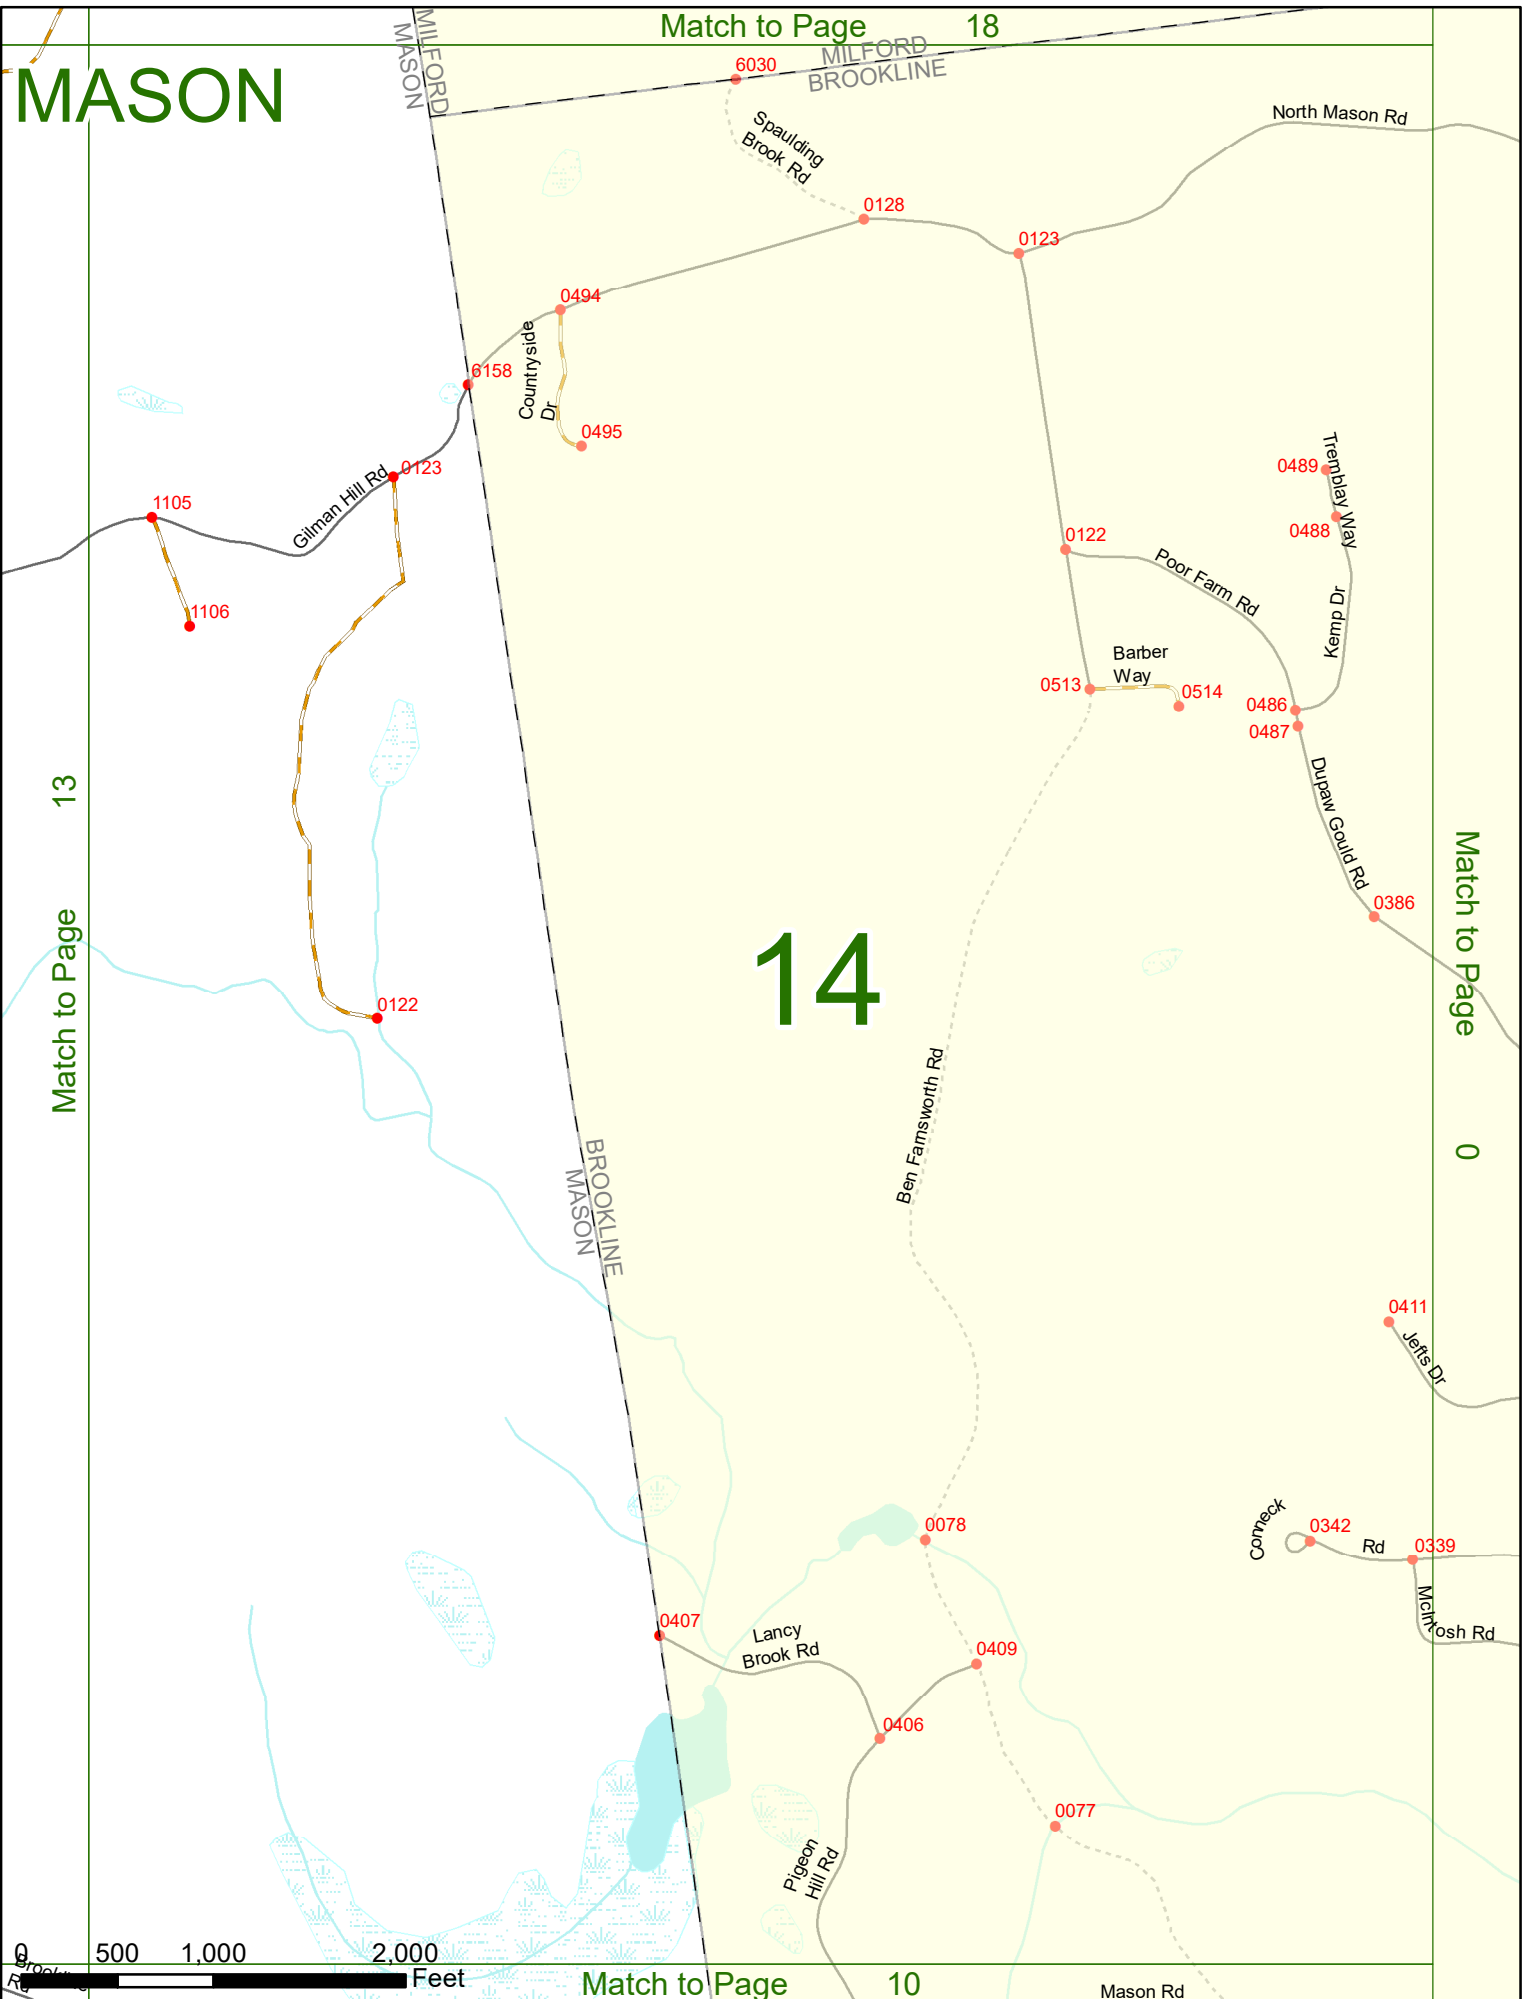 Match to Page 18
MASON
MILFORD
MASON
MILFORD
BROOKLINE
6030
North Mason Rd
Spaulding
Brook Rd
0128
0123
0494
6158
Countryside
Dr
0495
0123
Gilman Hill Rd
1105
1106
0489
Tremblay Way
0488
0122
Poor Farm Rd
Kemp Dr
Barber
Way
0513
0514
0486
0487
Dupaw Gould Rd
0386
Match to Page 13
Match to Page 0
14
0122
Ben Farnsworth Rd
BROOKLINE
MASON
0411
Jefts Dr
0078
Conneck
Rd
0342
0339
McIntosh Rd
0407
Lancy
Brook Rd
0409
0406
0077
Pigeon
Hill Rd
0 500 1,000 2,000
Feet
Rd
Match to Page 10
Mason Rd